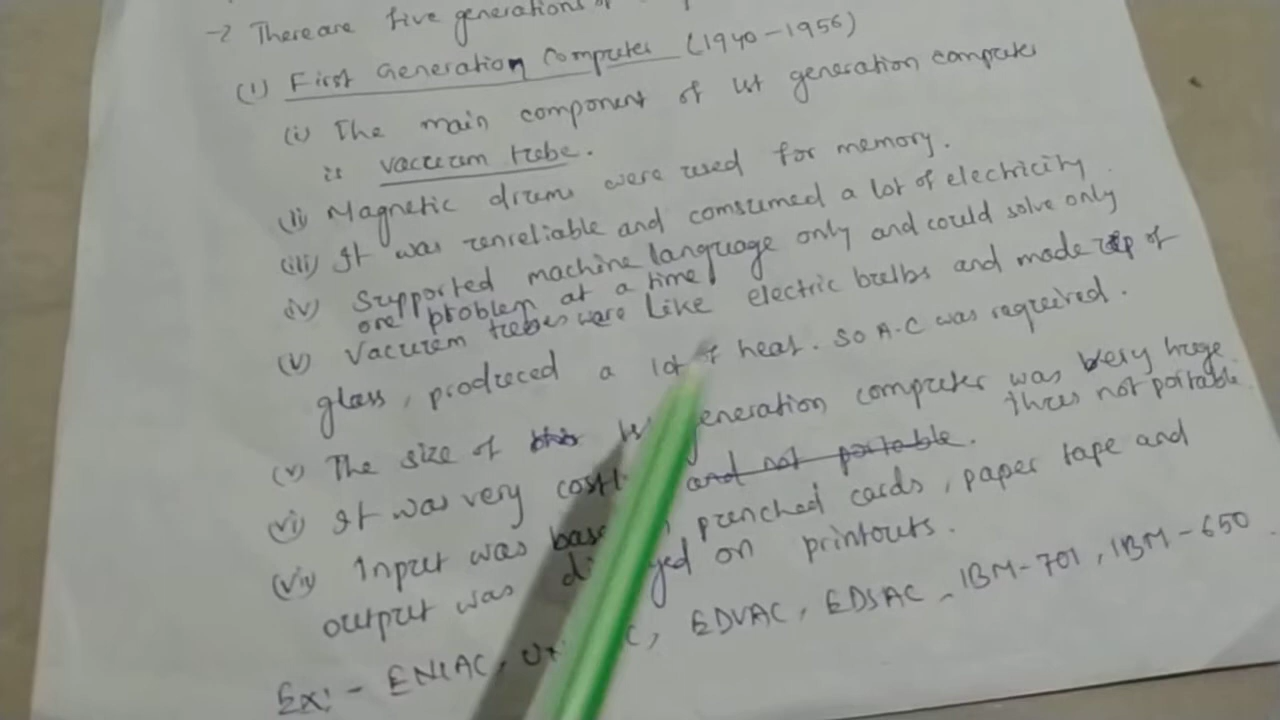 -> There are five generations of
(1) First Generation Computer (1940-1956)
(i) The main component of Ist generation computer
is vacuum tube.
(ii) Magnetic drums were used for memory.
(iii) It was unreliable and comsumed a lot of electricity
iv) Supported machine language only and could solve only
one problem at a time
(v) Vacuum tubes were like electric bulbs and made up of
glass, produced a lot heat. so A.C was required.
(v) The size of generation computer was very huge.
thus not portable
(vi) It was very and not portable.
(vii) Input was punched cards, paper tape and
output was on printouts.
Ex:- ENIAC, EDVAC, EDSAC, IBM-701, IBM-650